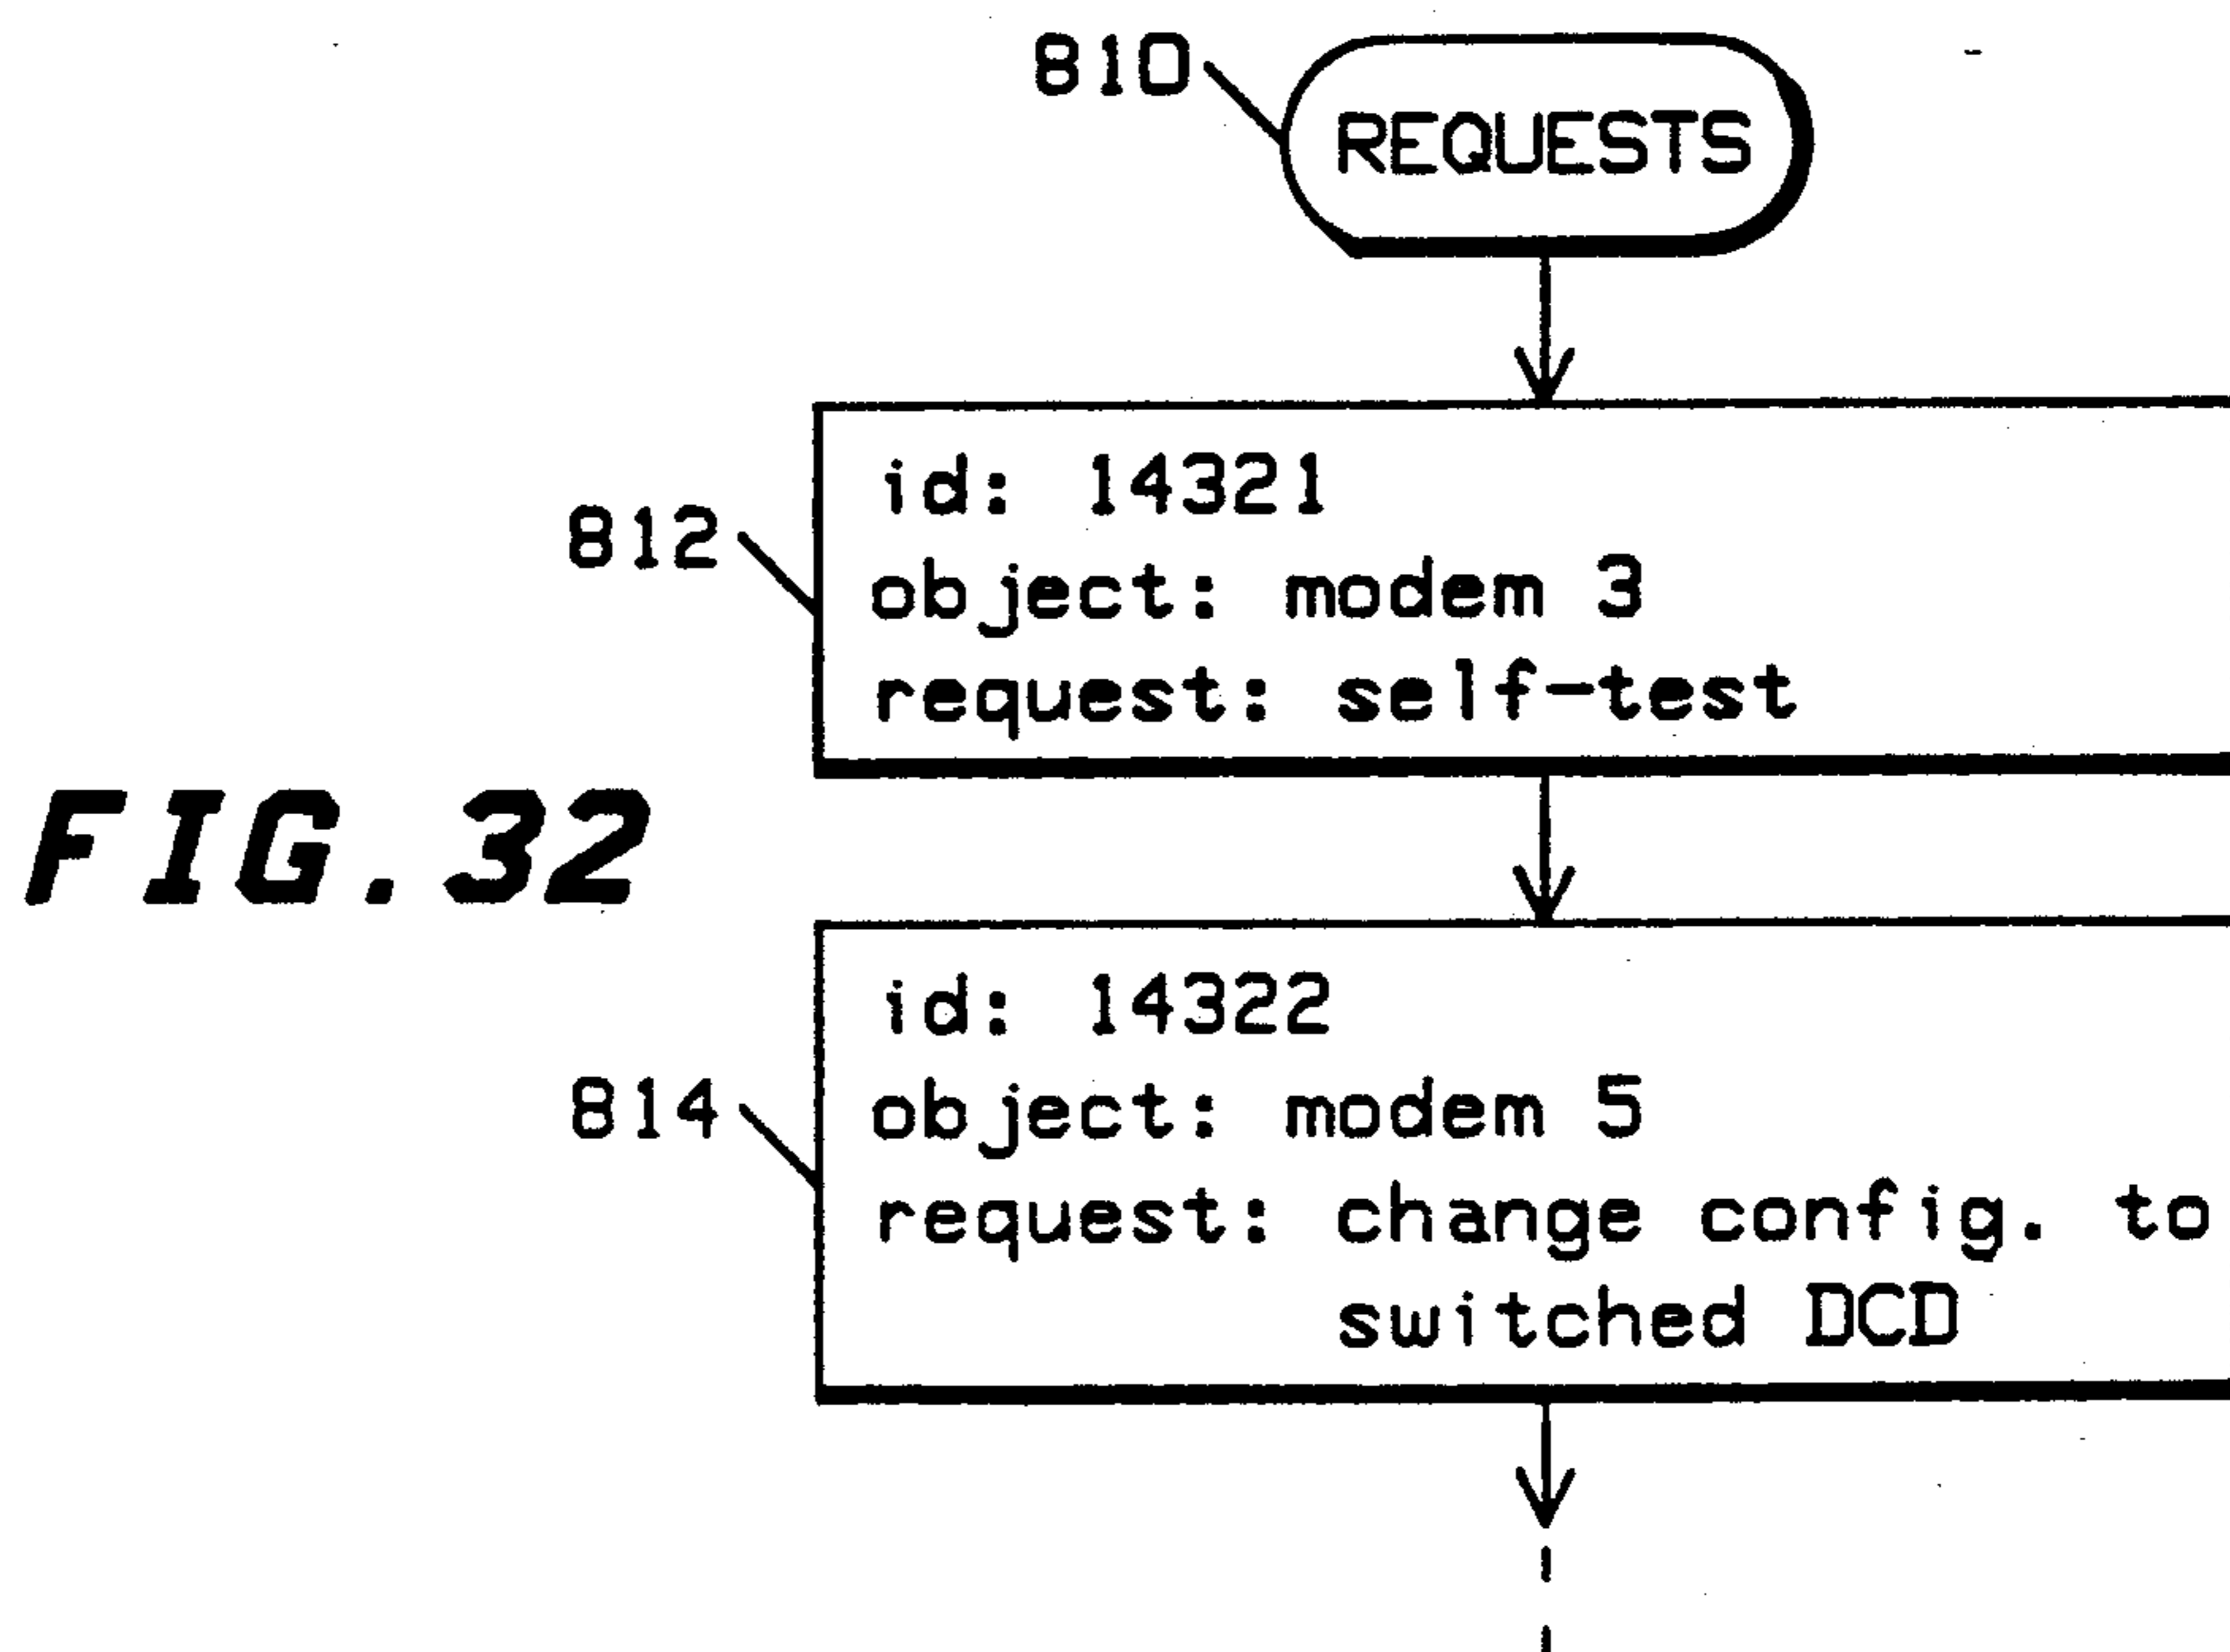 810
REQUESTS
id: 14321
812
object: modem 3
request: self-test
FIG.32
id: 14322
814
object: modem 5
request: change config. to
switched DCD